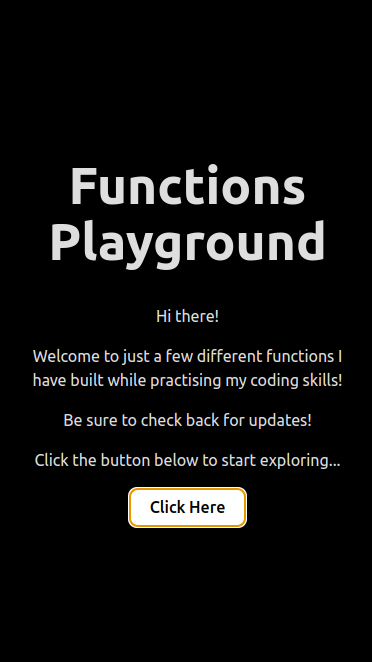 Functions
Playground
Hi there!
Welcome to just a few different functions I
have built while practising my coding skills!
Be sure to check back for updates!
Click the button below to start exploring...
Click Here